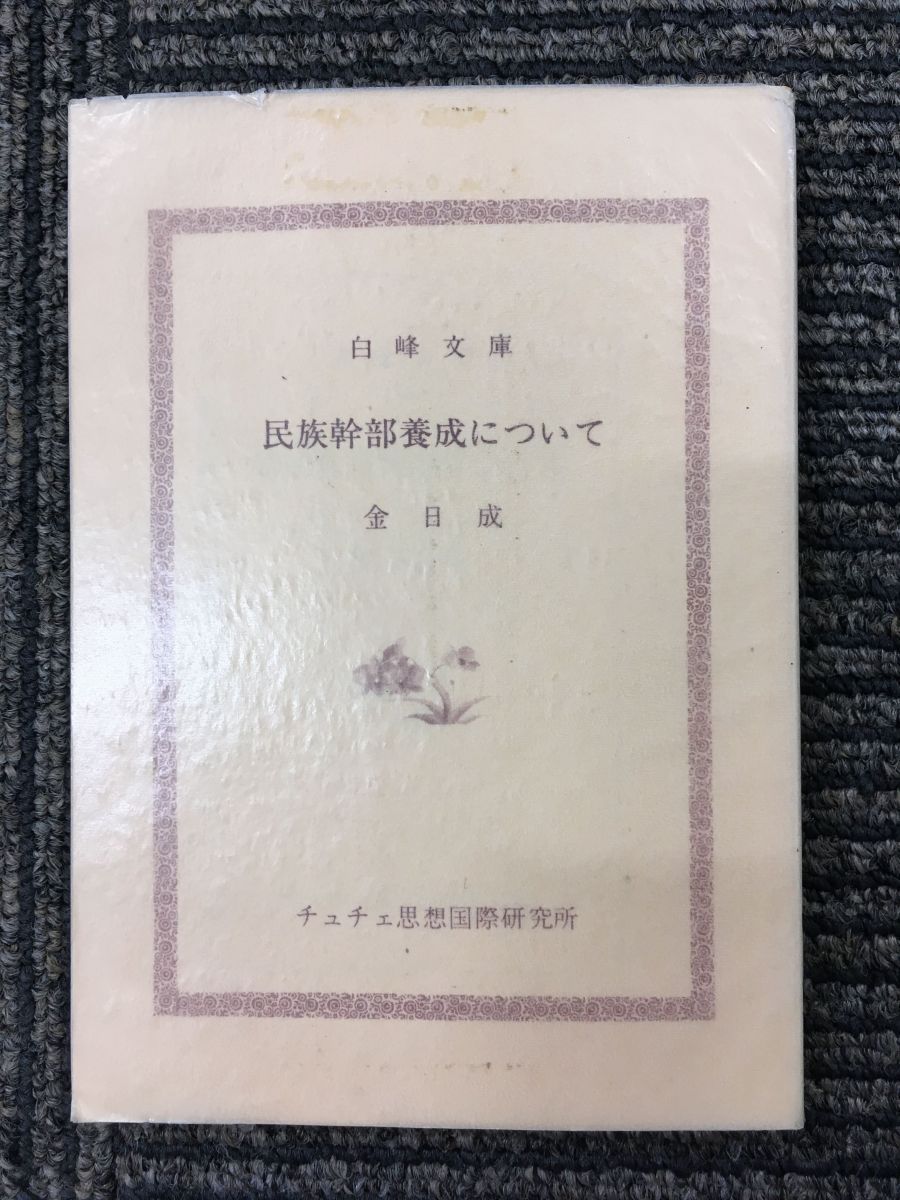 白峰文庫
民族幹部養成について
金日成
チュチェ思想国際研究所